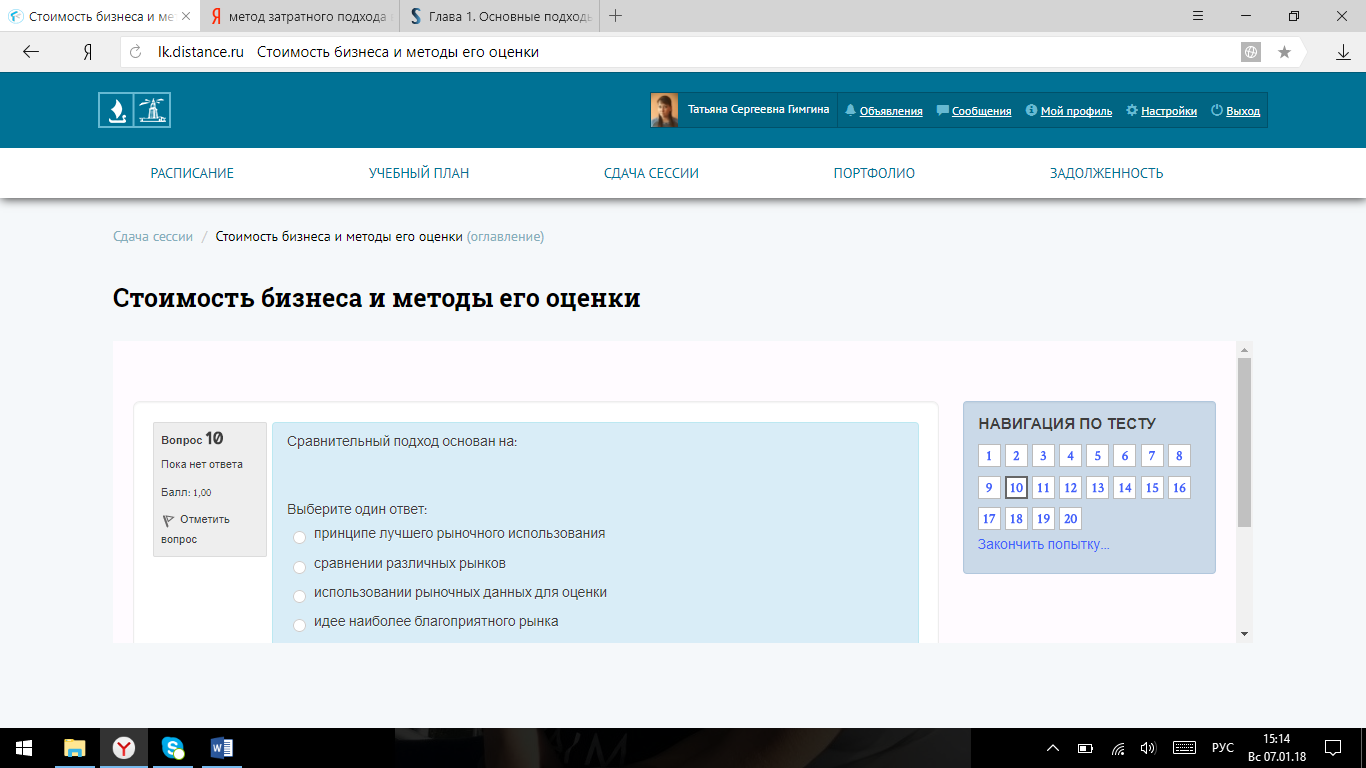 Стоимость бизнеса и ме
метод затратного подхода
Глава 1. Основные подходы
lk.distance.ru Стоимость бизнеса и методы его оценки
Татьяна Сергеевна Гимгина
Объявления
Сообщения
Мой профиль
Настройки
Выход
РАСПИСАНИЕ
УЧЕБНЫЙ ПЛАН
СДАЧА СЕССИИ
ПОРТФОЛИО
ЗАДОЛЖЕННОСТЬ
Сдача сессии / Стоимость бизнеса и методы его оценки (оглавление)
Стоимость бизнеса и методы его оценки
Вопрос 10
Пока нет ответа
Балл: 1,00
Отметить
вопрос
Сравнительный подход основан на:
Выберите один ответ:
принципе лучшего рыночного использования
сравнении различных рынков
использовании рыночных данных для оценки
идее наиболее благоприятного рынка
НАВИГАЦИЯ ПО ТЕСТУ
1 2 3 4 5 6 7 8
9 10 11 12 13 14 15 16
17 18 19 20
Закончить попытку...
РУС
15:14
Вс 07.01.18